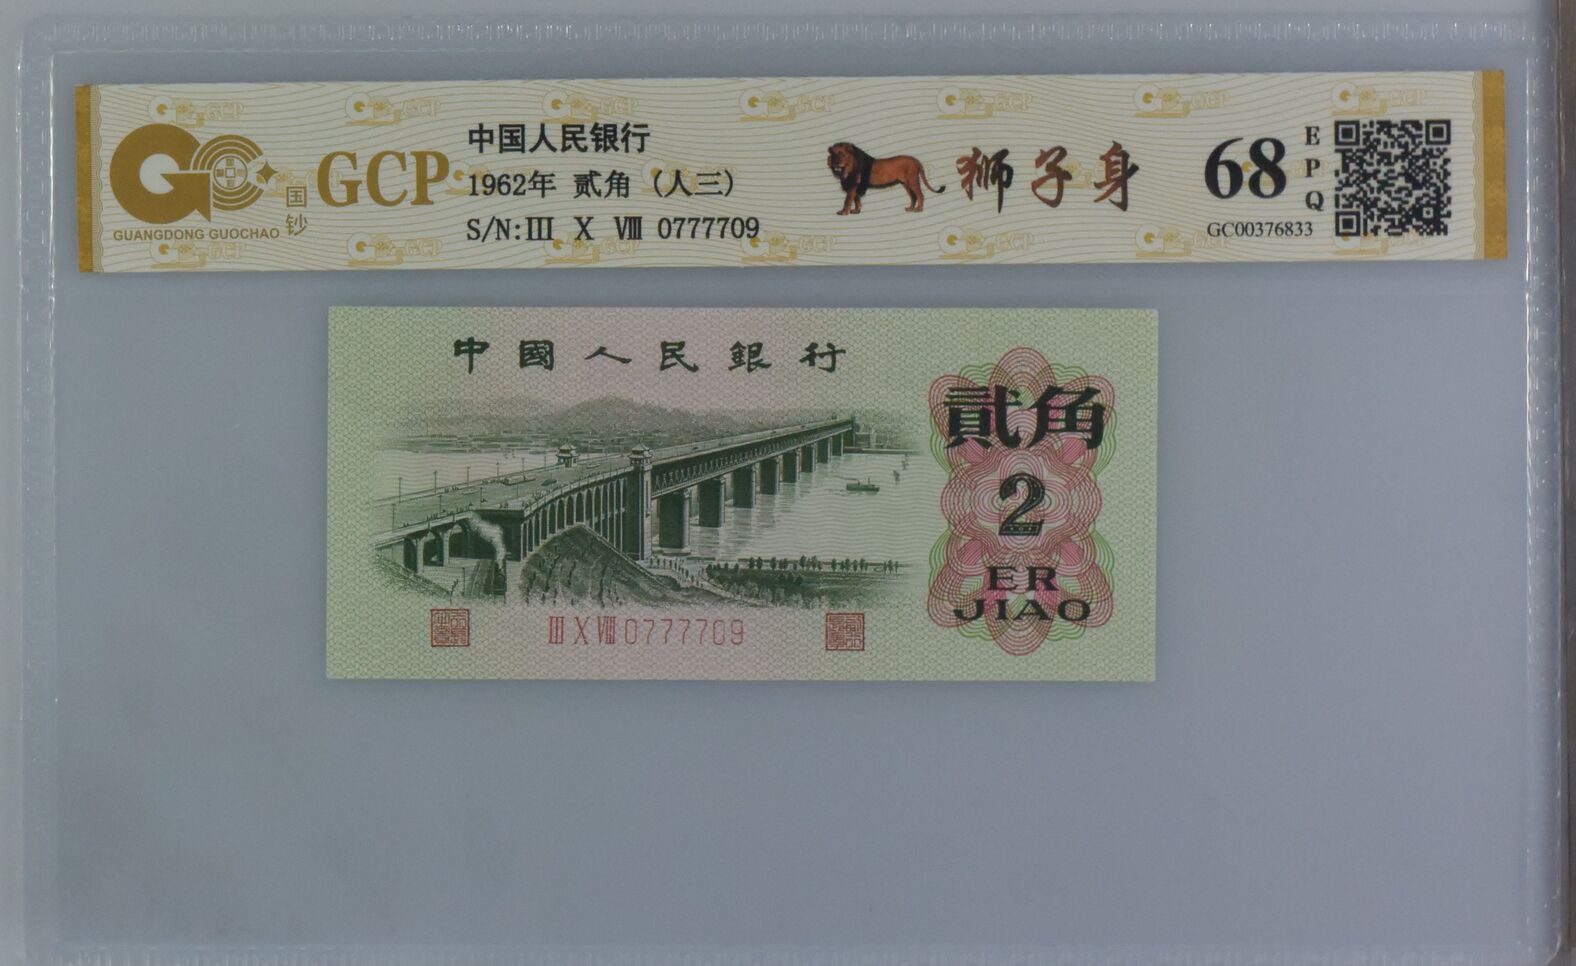 GUANGDONG GUOCHAO
国钞
GCP
中国人民银行
1962年 贰角 (人三)
S/N:Ⅲ Ⅹ Ⅷ 0777709
狮子身
68
EPQ
GC00376833
中國人民銀行
貳角
2
ER
JIAO
Ⅲ Ⅹ Ⅷ 0777709